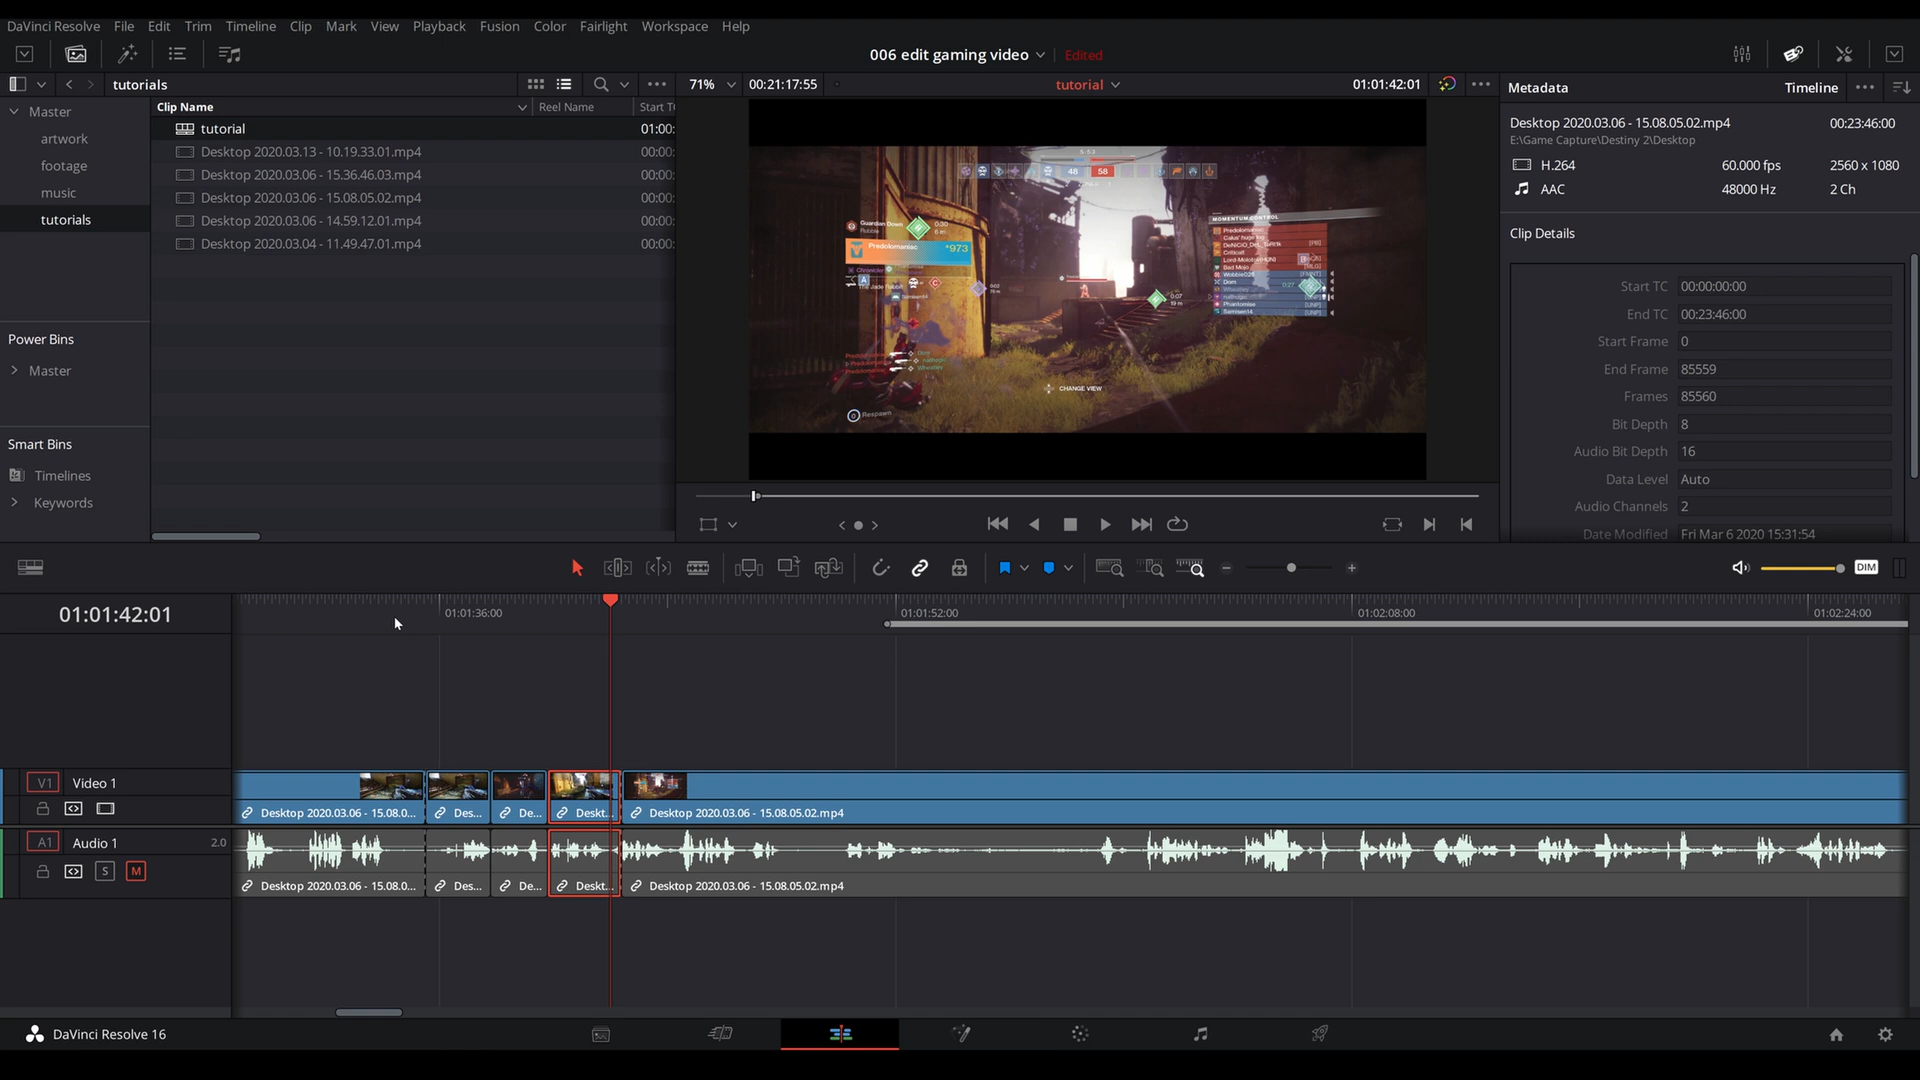 DaVinci Resolve File Edit Trim Timeline Clip Mark View Playback Fusion Color Fairlight Workspace Help
006 edit gaming video Edited
tutorials 71% 00:21:17:55 tutorial 01:01:42:01 Metadata Timeline
Master
artwork
footage
music
tutorials
Power Bins
Master
Smart Bins
Timelines
Keywords
Clip Name Reel Name Start T
tutorial 01:00:
Desktop 2020.03.13 - 10.19.33.01.mp4 00:00:
Desktop 2020.03.06 - 15.36.46.03.mp4 00:00:
Desktop 2020.03.06 - 15.08.05.02.mp4 00:00:
Desktop 2020.03.06 - 14.59.12.01.mp4 00:00:
Desktop 2020.03.04 - 11.49.47.01.mp4 00:00:
48 58
Guardian Down
Predolomaniac *973
MOMENTUM CONTROL
CHANGE VIEW
Respawn
Desktop 2020.03.06 - 15.08.05.02.mp4 00:23:46:00
E:\Game Capture\Destiny 2\Desktop
H.264 60.000 fps 2560 x 1080
AAC 48000 Hz 2 Ch
Clip Details
Start TC 00:00:00:00
End TC 00:23:46:00
Start Frame 0
End Frame 85559
Frames 85560
Bit Depth 8
Audio Bit Depth 16
Data Level Auto
Audio Channels 2
Date Modified Fri Mar 6 2020 15:31:54
DIM
01:01:42:01
01:01:36:00 01:01:52:00 01:02:08:00 01:02:24:00
V1 Video 1
Desktop 2020.03.06 - 15.08.0... Des... De... Deskt... Desktop 2020.03.06 - 15.08.05.02.mp4
A1 Audio 1 2.0
S M
Desktop 2020.03.06 - 15.08.0... Des... De... Deskt... Desktop 2020.03.06 - 15.08.05.02.mp4
DaVinci Resolve 16